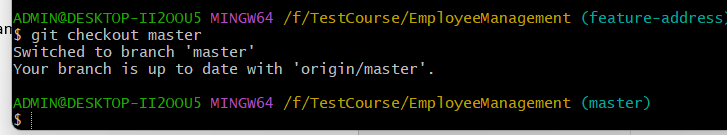 an
ADMIN@DESKTOP-II2OOU5 MINGW64 /f/TestCourse/EmployeeManagement (feature-address)
$ git checkout master
Switched to branch 'master'
Your branch is up to date with 'origin/master'.
ADMIN@DESKTOP-II2OOU5 MINGW64 /f/TestCourse/EmployeeManagement (master)
$